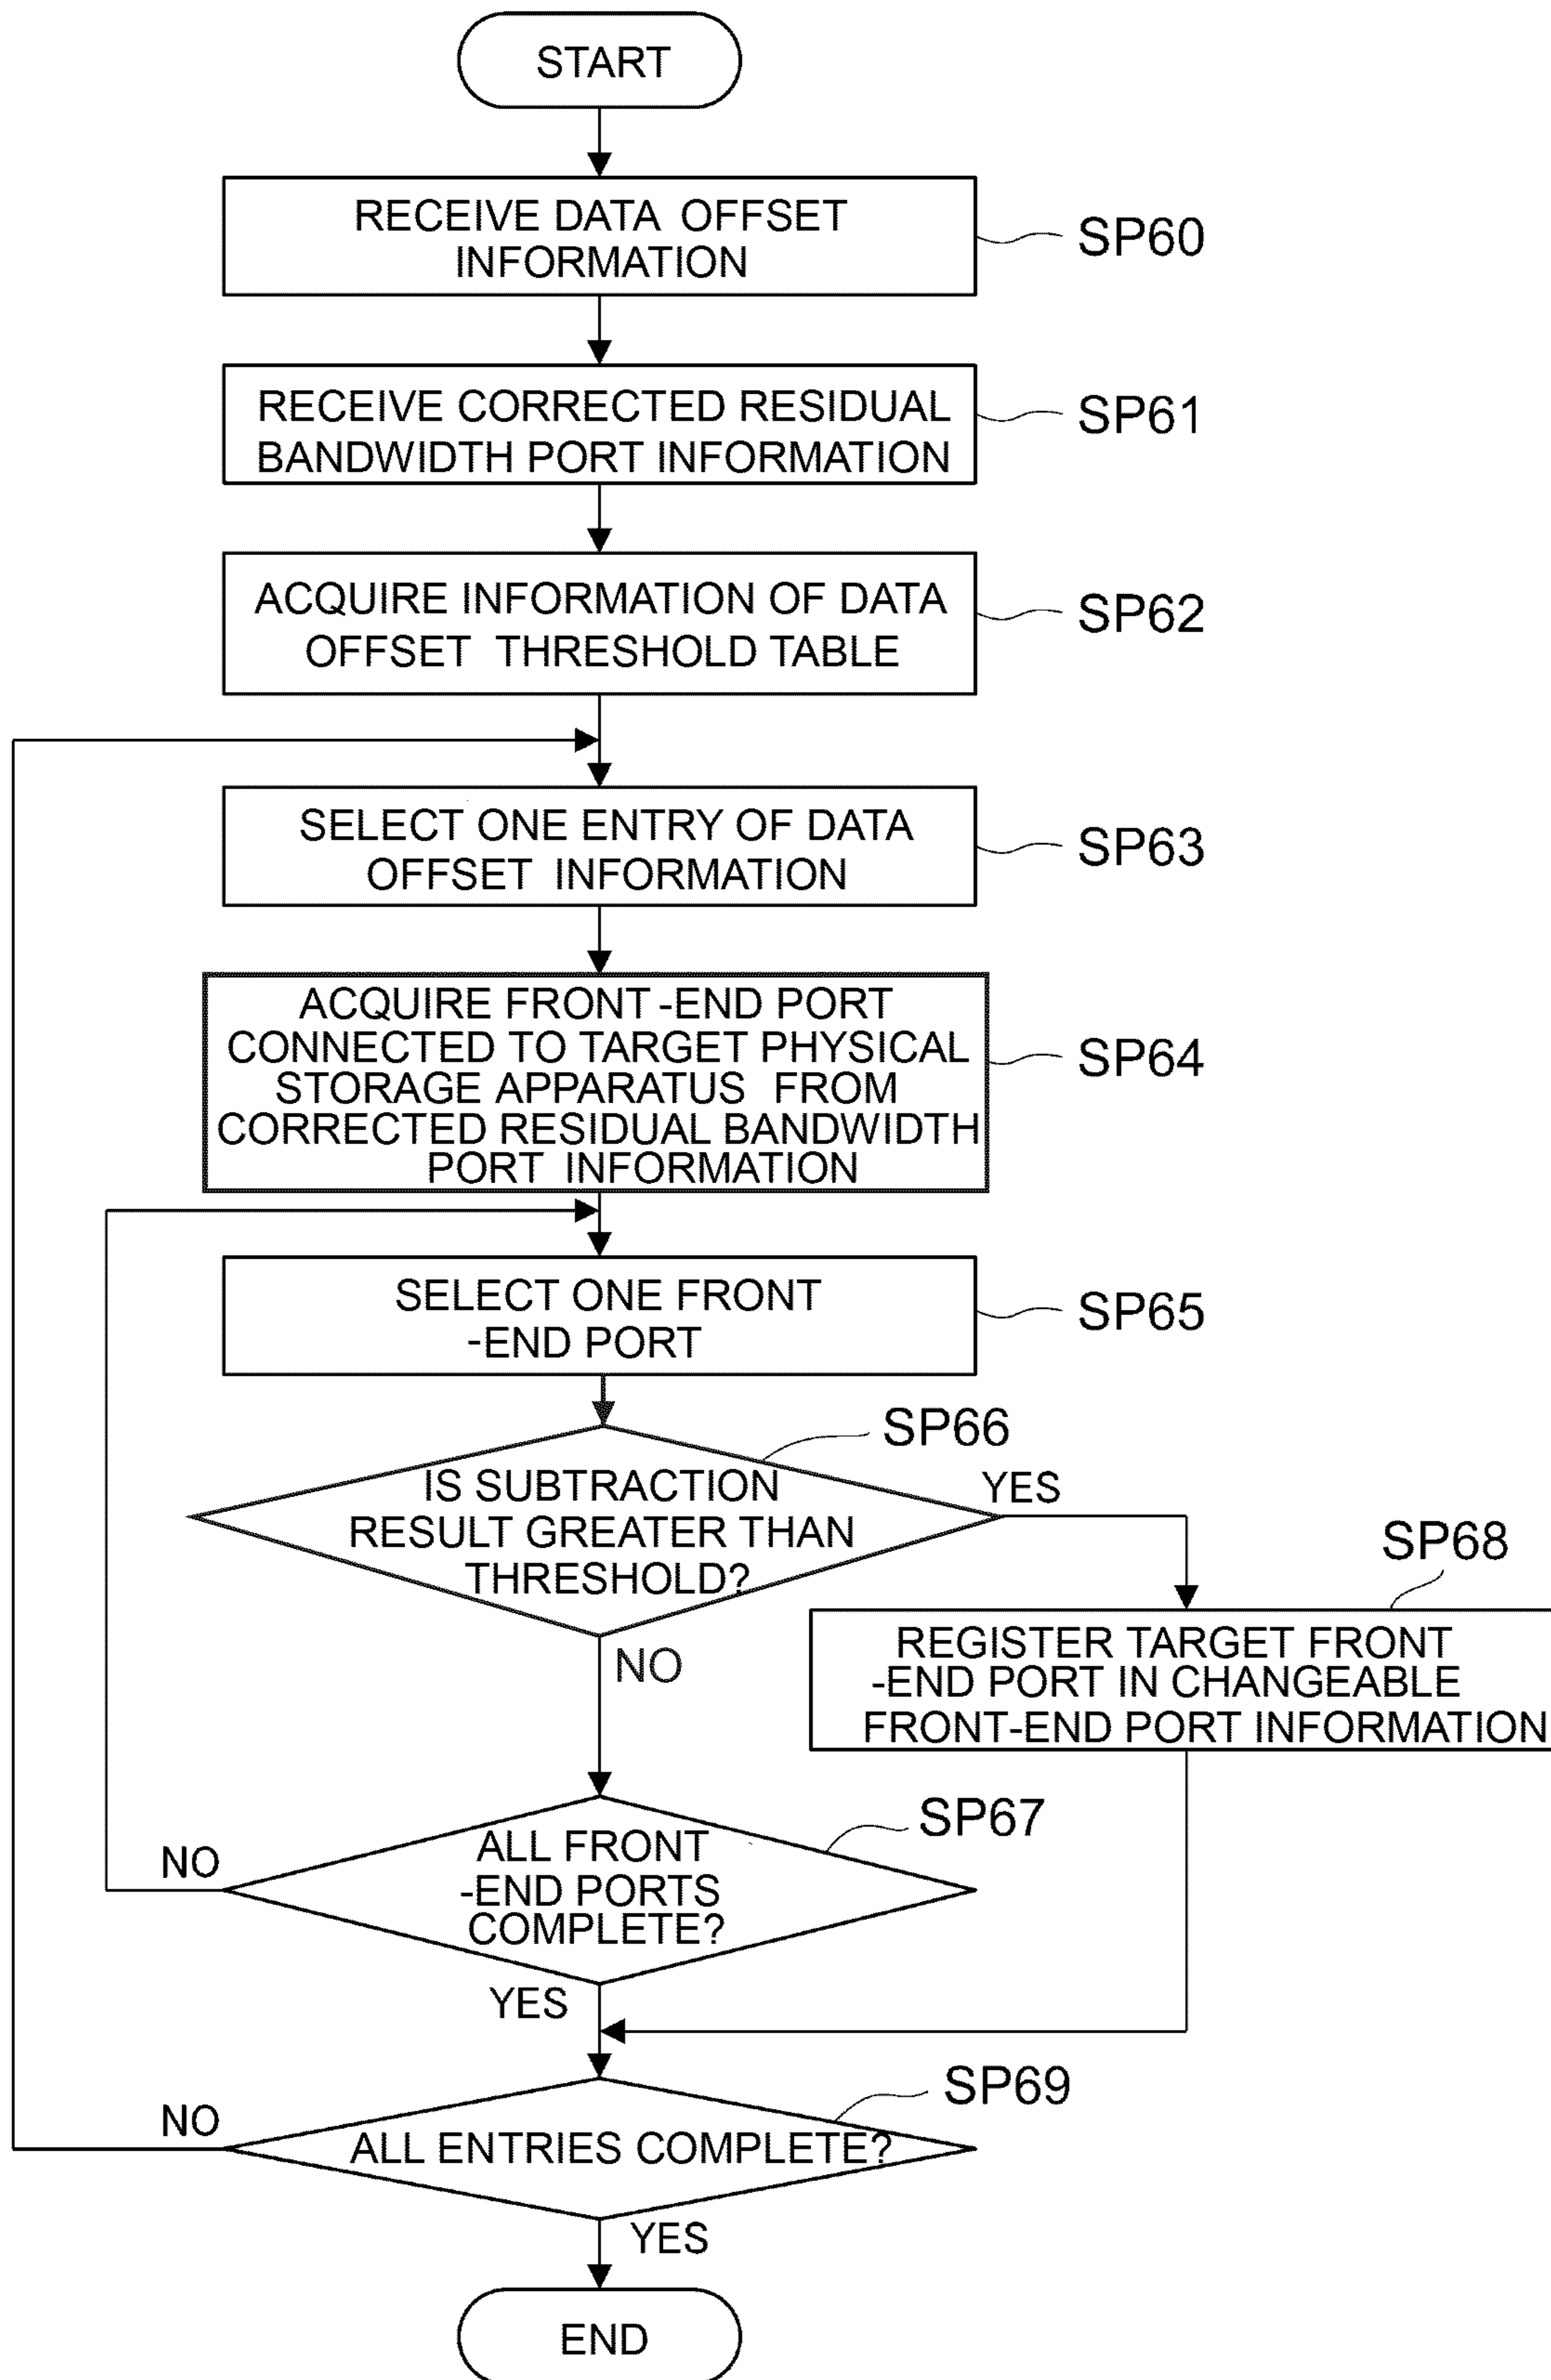 START
RECEIVE DATA OFFSET
INFORMATION
SP60
RECEIVE CORRECTED RESIDUAL
BANDWIDTH PORT INFORMATION
SP61
ACQUIRE INFORMATION OF DATA
OFFSET THRESHOLD TABLE
SP62
SELECT ONE ENTRY OF DATA
OFFSET INFORMATION
SP63
ACQUIRE FRONT-END PORT
CONNECTED TO TARGET PHYSICAL
STORAGE APPARATUS FROM
CORRECTED RESIDUAL BANDWIDTH
PORT INFORMATION
SP64
SELECT ONE FRONT
-END PORT
SP65
SP66
IS SUBTRACTION
RESULT GREATER THAN
THRESHOLD?
YES
NO
SP68
REGISTER TARGET FRONT
-END PORT IN CHANGEABLE
FRONT-END PORT INFORMATION
SP67
ALL FRONT
-END PORTS
COMPLETE?
NO
YES
SP69
ALL ENTRIES COMPLETE?
NO
YES
END